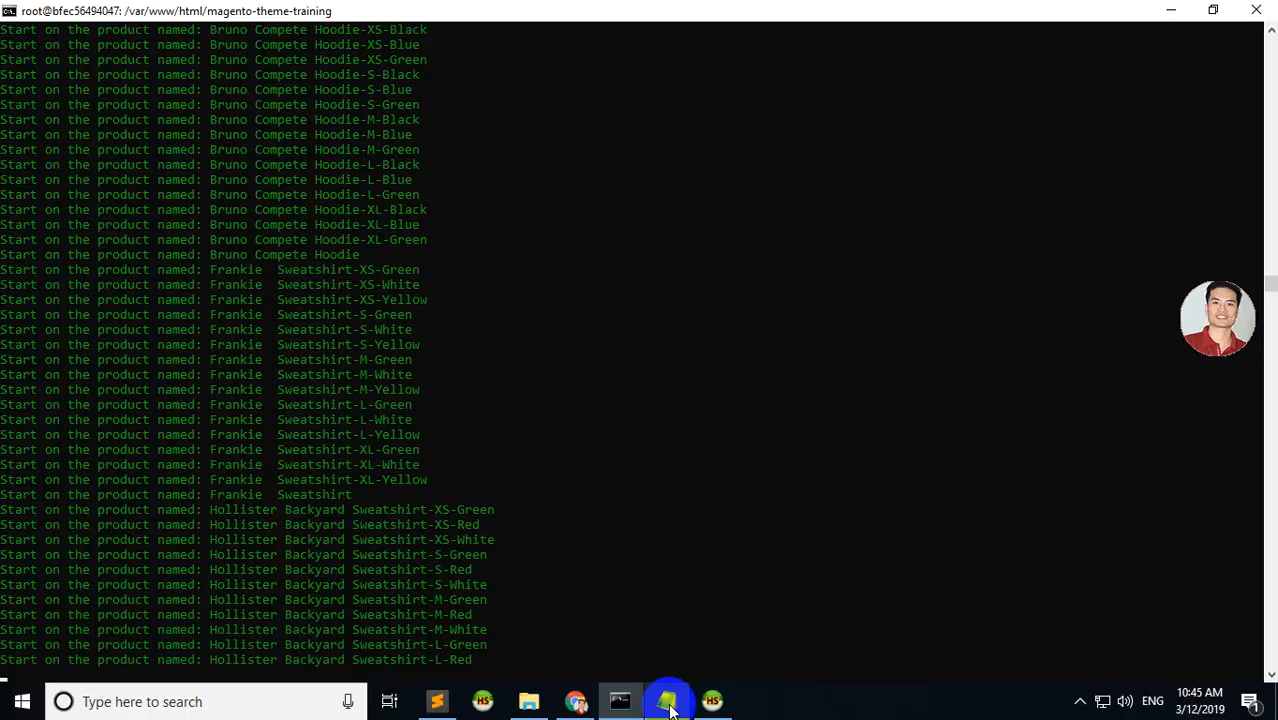 root@bfec56494047: /var/www/html/magento-theme-training
Start on the product named: Bruno Compete Hoodie-XS-Black
Start on the product named: Bruno Compete Hoodie-XS-Blue
Start on the product named: Bruno Compete Hoodie-XS-Green
Start on the product named: Bruno Compete Hoodie-S-Black
Start on the product named: Bruno Compete Hoodie-S-Blue
Start on the product named: Bruno Compete Hoodie-S-Green
Start on the product named: Bruno Compete Hoodie-M-Black
Start on the product named: Bruno Compete Hoodie-M-Blue
Start on the product named: Bruno Compete Hoodie-M-Green
Start on the product named: Bruno Compete Hoodie-L-Black
Start on the product named: Bruno Compete Hoodie-L-Blue
Start on the product named: Bruno Compete Hoodie-L-Green
Start on the product named: Bruno Compete Hoodie-XL-Black
Start on the product named: Bruno Compete Hoodie-XL-Blue
Start on the product named: Bruno Compete Hoodie-XL-Green
Start on the product named: Bruno Compete Hoodie
Start on the product named: Frankie  Sweatshirt-XS-Green
Start on the product named: Frankie  Sweatshirt-XS-White
Start on the product named: Frankie  Sweatshirt-XS-Yellow
Start on the product named: Frankie  Sweatshirt-S-Green
Start on the product named: Frankie  Sweatshirt-S-White
Start on the product named: Frankie  Sweatshirt-S-Yellow
Start on the product named: Frankie  Sweatshirt-M-Green
Start on the product named: Frankie  Sweatshirt-M-White
Start on the product named: Frankie  Sweatshirt-M-Yellow
Start on the product named: Frankie  Sweatshirt-L-Green
Start on the product named: Frankie  Sweatshirt-L-White
Start on the product named: Frankie  Sweatshirt-L-Yellow
Start on the product named: Frankie  Sweatshirt-XL-Green
Start on the product named: Frankie  Sweatshirt-XL-White
Start on the product named: Frankie  Sweatshirt-XL-Yellow
Start on the product named: Frankie  Sweatshirt
Start on the product named: Hollister Backyard Sweatshirt-XS-Green
Start on the product named: Hollister Backyard Sweatshirt-XS-Red
Start on the product named: Hollister Backyard Sweatshirt-XS-White
Start on the product named: Hollister Backyard Sweatshirt-S-Green
Start on the product named: Hollister Backyard Sweatshirt-S-Red
Start on the product named: Hollister Backyard Sweatshirt-S-White
Start on the product named: Hollister Backyard Sweatshirt-M-Green
Start on the product named: Hollister Backyard Sweatshirt-M-Red
Start on the product named: Hollister Backyard Sweatshirt-M-White
Start on the product named: Hollister Backyard Sweatshirt-L-Green
Start on the product named: Hollister Backyard Sweatshirt-L-Red
Type here to search
HS
HS
ENG
10:45 AM
3/12/2019
1